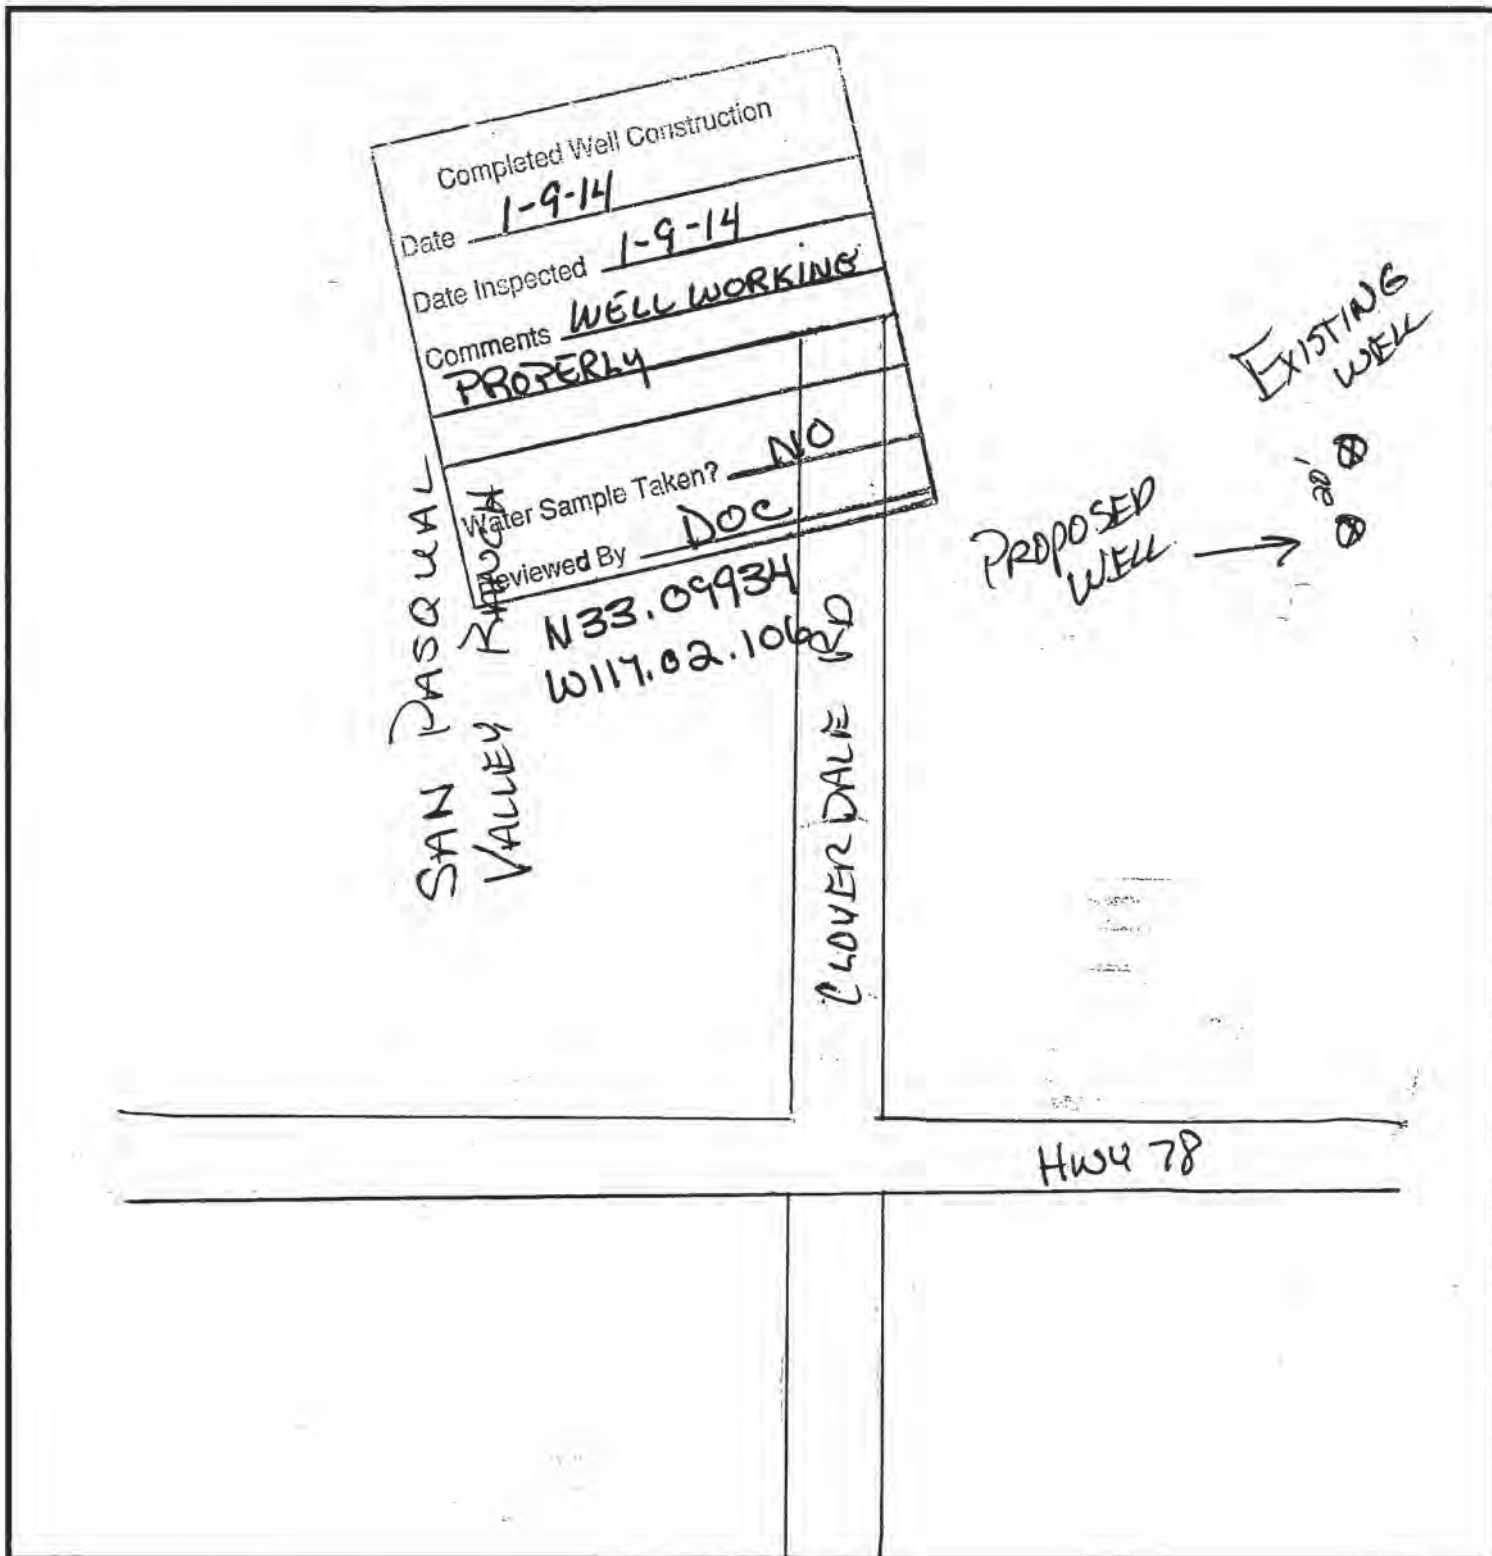 Completed Well Construction
Date 1-9-14
Date Inspected 1-9-14
Comments WELL WORKING
PROPERLY
Water Sample Taken? NO
Reviewed By DOC
N33.09934
W117.02.106
SAN PASQUAL
VALLEY RANCH
CLOVERDALE RD
EXISTING
WELL
20'
PROPOSED
WELL
HWY 78